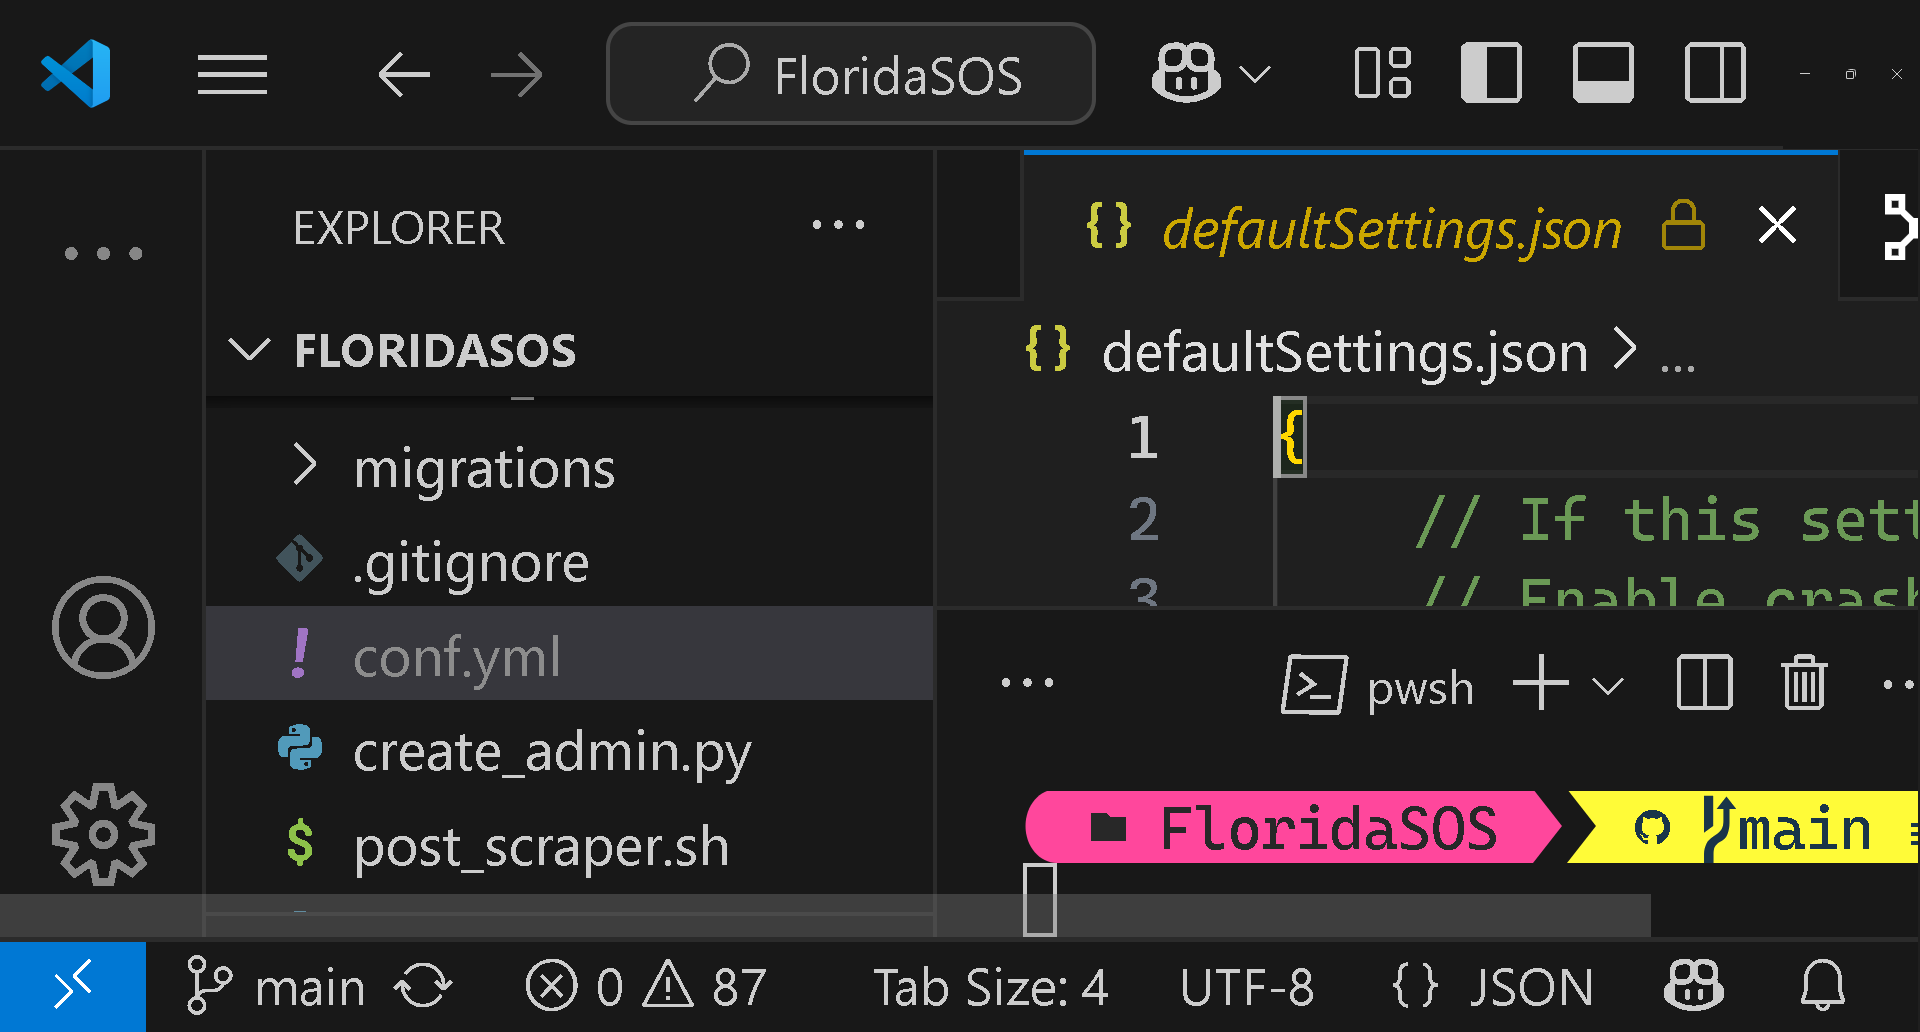 FloridaSOS
EXPLORER
FLORIDASOS
migrations
.gitignore
conf.yml
create_admin.py
post_scraper.sh
{} defaultSettings.json
{} defaultSettings.json > ...
1 {
2 // If this sett
3 // Enable crash
pwsh
FloridaSOS main
main 0 87 Tab Size: 4 UTF-8 {} JSON